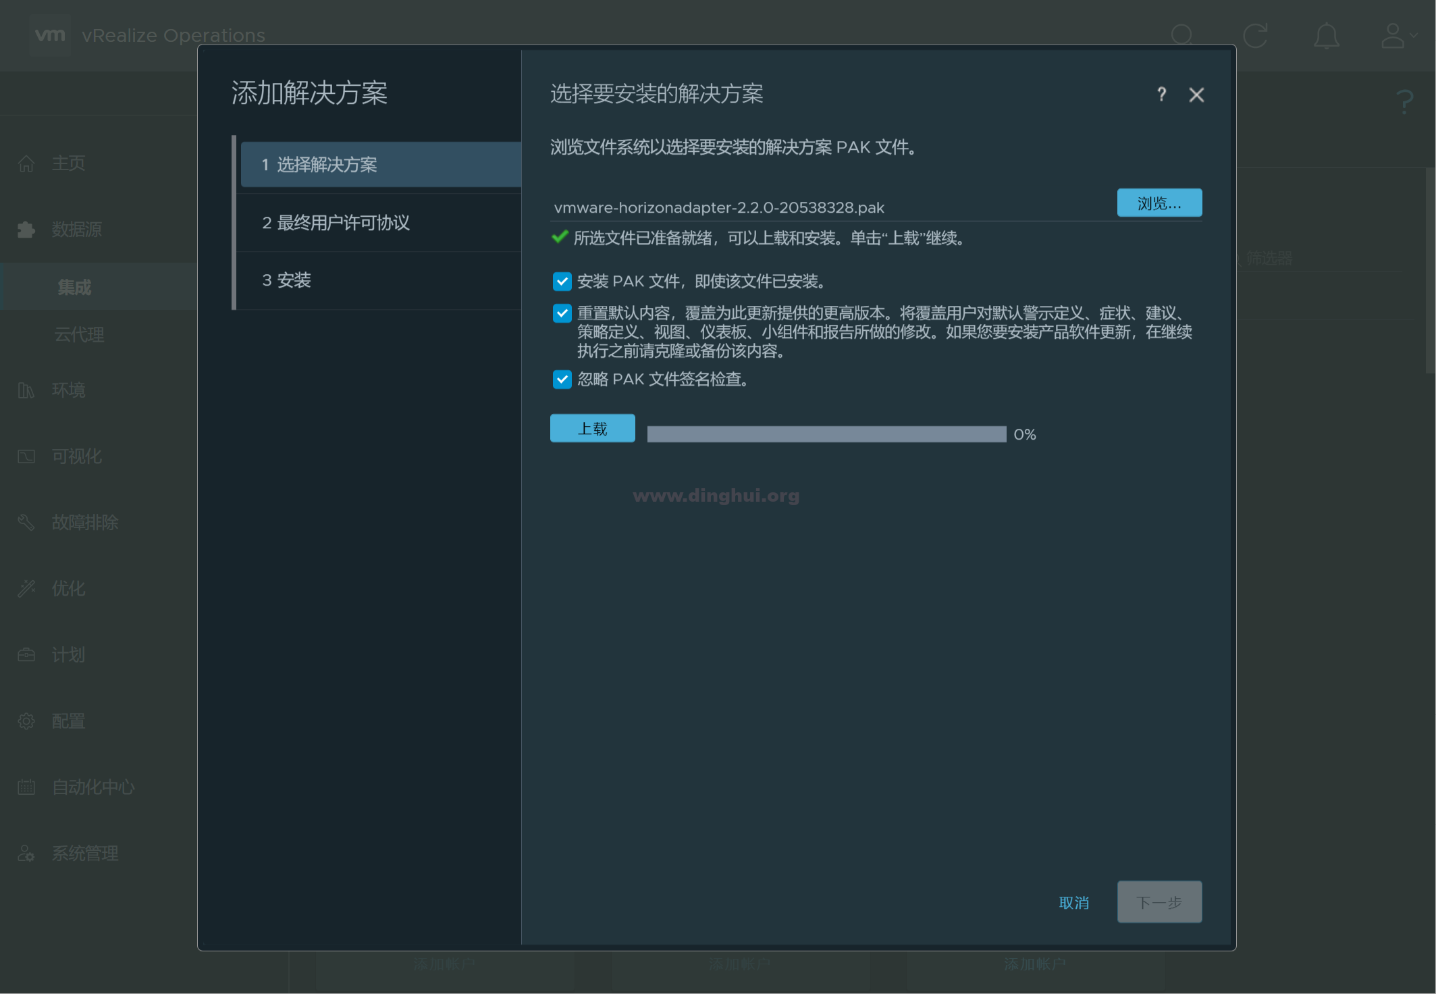 vm vRealize Operations
添加解决方案
1 选择解决方案
2 最终用户许可协议
3 安装
选择要安装的解决方案
?
浏览文件系统以选择要安装的解决方案 PAK 文件。
vmware-horizonadapter-2.2.0-20538328.pak
浏览...
所选文件已准备就绪，可以上载和安装。单击“上载”继续。
安装 PAK 文件，即使该文件已安装。
重置默认内容，覆盖为此更新提供的更高版本。将覆盖用户对默认警示定义、症状、建议、
策略定义、视图、仪表板、小组件和报告所做的修改。如果您要安装产品软件更新，在继续
执行之前请克隆或备份该内容。
忽略 PAK 文件签名检查。
上载
0%
www.dinghui.org
取消
下一步
主页
数据源
集成
云代理
环境
可视化
故障排除
优化
计划
配置
自动化中心
系统管理
?
筛选器
添加帐户
添加帐户
添加帐户